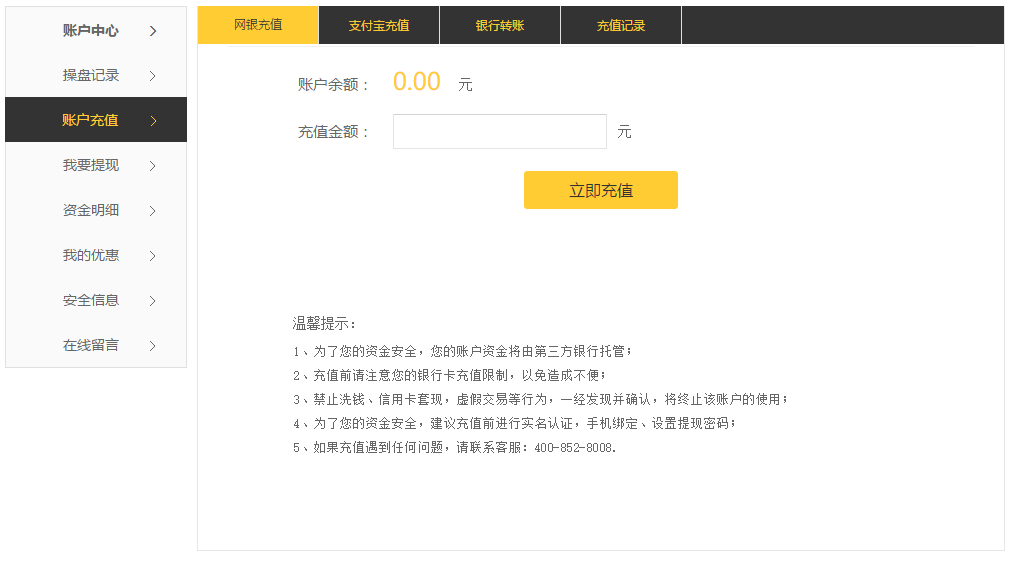 账户中心
操盘记录
账户充值
我要提现
资金明细
我的优惠
安全信息
在线留言
网银充值 支付宝充值 银行转账 充值记录
账户余额： 0.00 元
充值金额： 元
立即充值
温馨提示：
1、为了您的资金安全，您的账户资金将由第三方银行托管；
2、充值前请注意您的银行卡充值限制，以免造成不便；
3、禁止洗钱、信用卡套现，虚假交易等行为，一经发现并确认，将终止该账户的使用；
4、为了您的资金安全，建议充值前进行实名认证，手机绑定、设置提现密码；
5、如果充值遇到任何问题，请联系客服：400-852-8008.